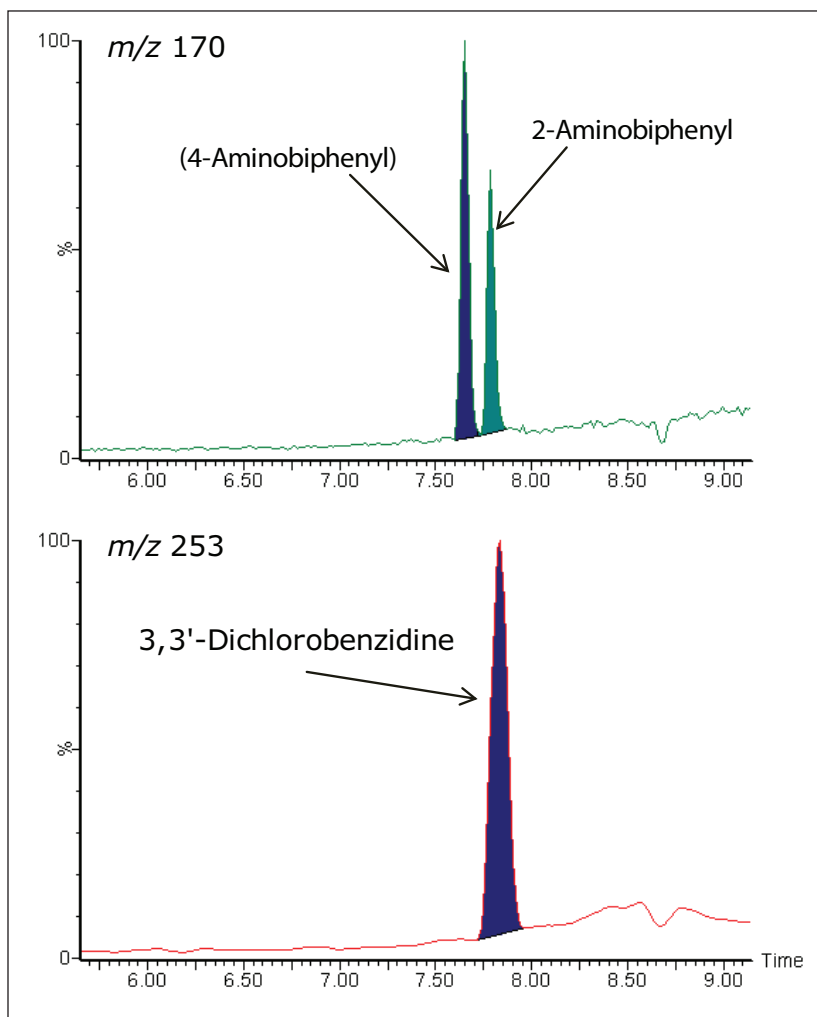 100
m/z 170
2-Aminobiphenyl
(4-Aminobiphenyl)
%
0
6.00 6.50 7.00 7.50 8.00 8.50 9.00
100
m/z 253
3,3'-Dichlorobenzidine
%
0
Time
6.00 6.50 7.00 7.50 8.00 8.50 9.00